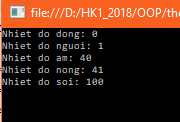 file:///D:/HK1_2018/OOP/the
Nhiet do dong: 0
Nhiet do nguoi: 1
Nhiet do am: 40
Nhiet do nong: 41
Nhiet do soi: 100